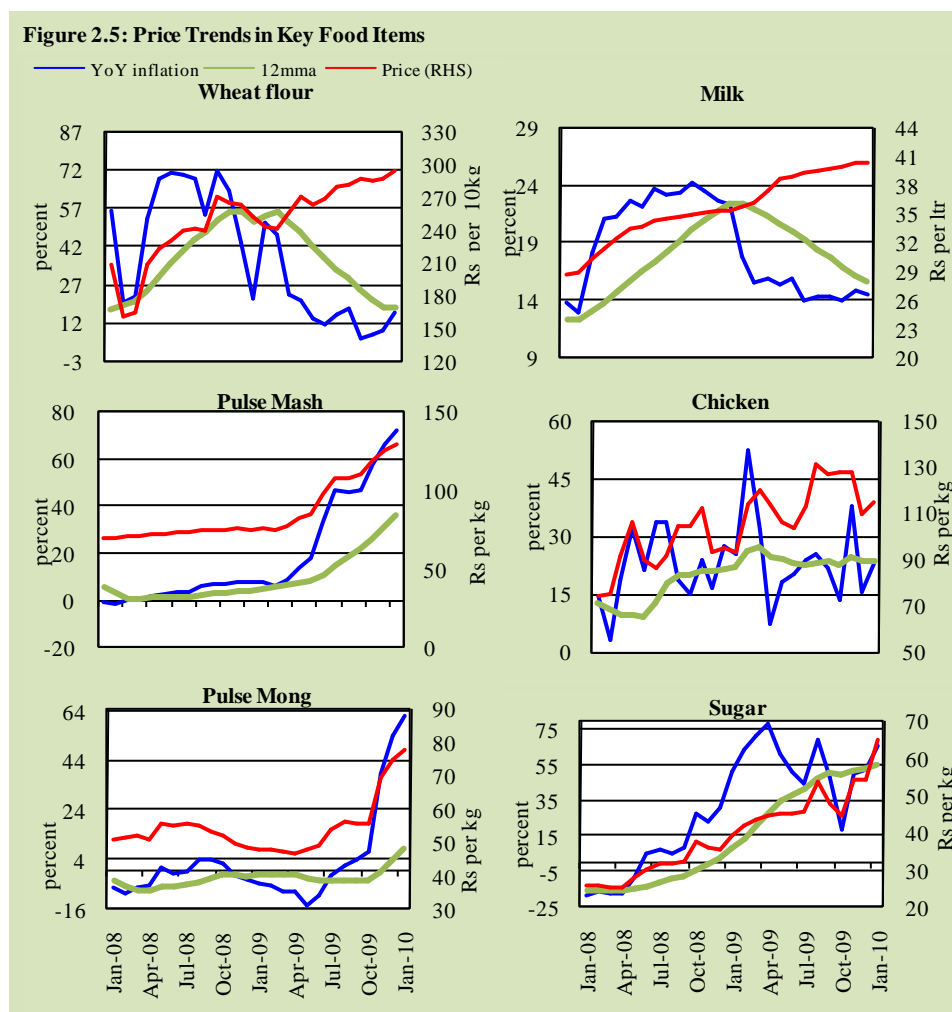 Figure 2.5: Price Trends in Key Food Items
YoY inflation 12mma Price (RHS)
Wheat flour
percent
87
72
57
42
27
12
-3
330
300
270
240
210
180
150
120
Rs per 10kg
Milk
percent
29
24
19
14
9
44
41
38
35
32
29
26
23
20
Rs per ltr
Pulse Mash
percent
80
60
40
20
0
-20
150
100
50
0
Rs per kg
Chicken
percent
60
45
30
15
0
150
130
110
90
70
50
Rs per kg
Pulse Mong
percent
64
44
24
4
-16
90
80
70
60
50
40
30
Rs per kg
Jan-08
Apr-08
Jul-08
Oct-08
Jan-09
Apr-09
Jul-09
Oct-09
Jan-10
Sugar
percent
75
55
35
15
-5
-25
70
60
50
40
30
20
Rs per kg
Jan-08
Apr-08
Jul-08
Oct-08
Jan-09
Apr-09
Jul-09
Oct-09
Jan-10